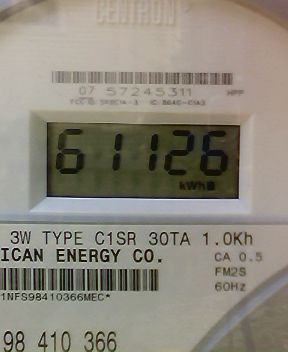 CENTRON
07 57245311
61126
kWh
3W TYPE C1SR 30TA 1.0Kh
ICAN ENERGY CO.
CA 0.5
FM2S
60Hz
1NFS98410366MEC*
98 410 366